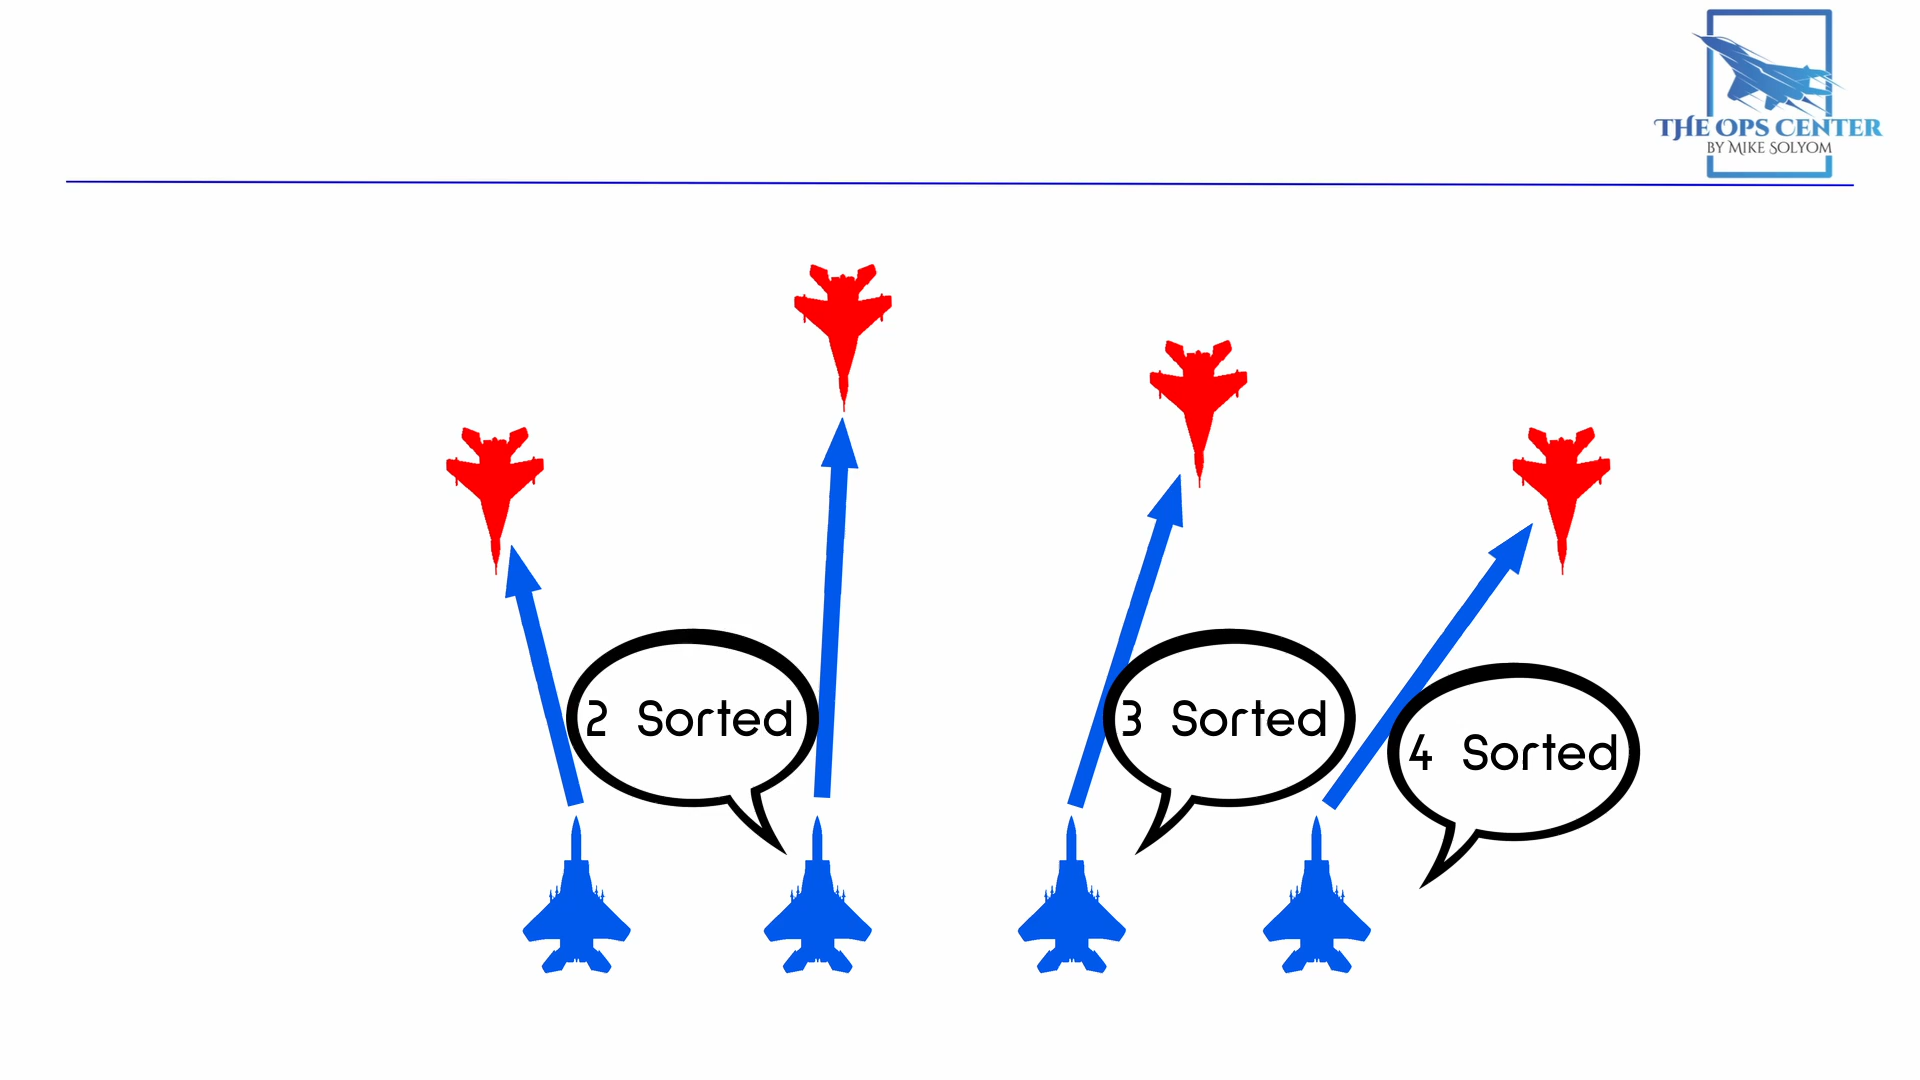 THE OPS CENTER
BY MIKE SOLYOM
2 Sorted
3 Sorted
4 Sorted